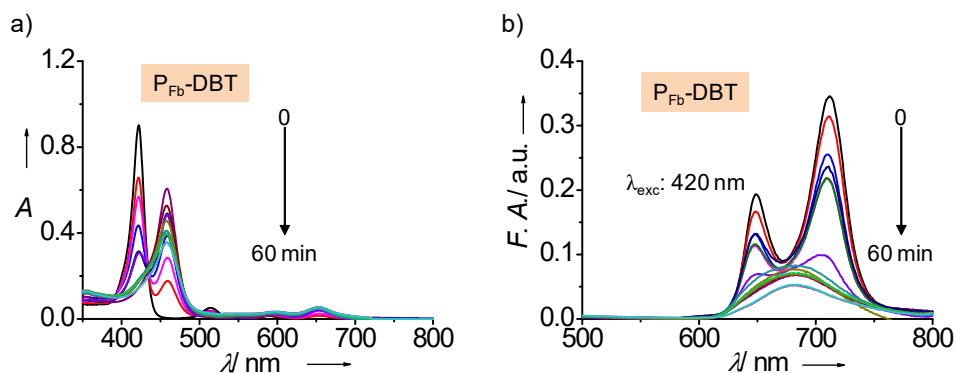 a)
1.2
0.8
A
0.4
0.0
P_Fb-DBT
0
60 min
400 500 600 700 800
λ/ nm
b)
0.4
0.3
F. A./ a.u.
0.2
0.1
0.0
P_Fb-DBT
λ_exc: 420 nm
0
60 min
500 600 700 800
λ/ nm